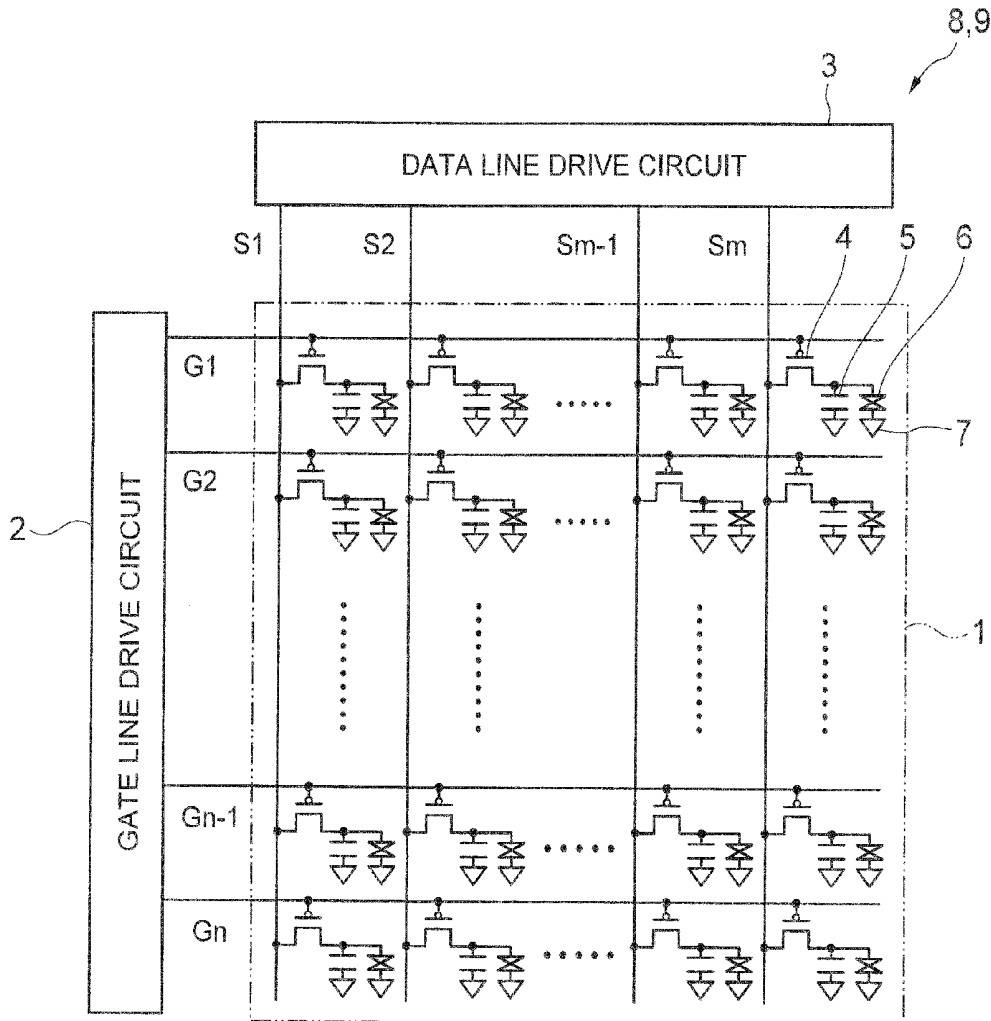 8,9
3
DATA LINE DRIVE CIRCUIT
S1 S2 Sm-1 Sm 4 5 6
G1
7
G2
2
GATE LINE DRIVE CIRCUIT
1
Gn-1
Gn